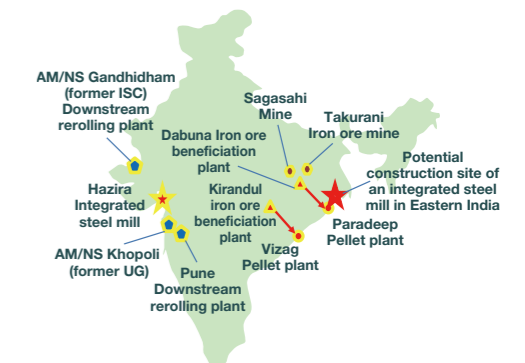 AM/NS Gandhidham
(former ISC)
Downstream
rerolling plant
Sagasahi
Mine
Takurani
Iron ore mine
Dabuna Iron ore
beneficiation
plant
Potential
construction site of
an integrated steel
mill in Eastern India
Hazira
Integrated
steel mill
Kirandul
iron ore
beneficiation
plant
Paradeep
Pellet plant
AM/NS Khopoli
(former UG)
Pune
Downstream
rerolling plant
Vizag
Pellet plant